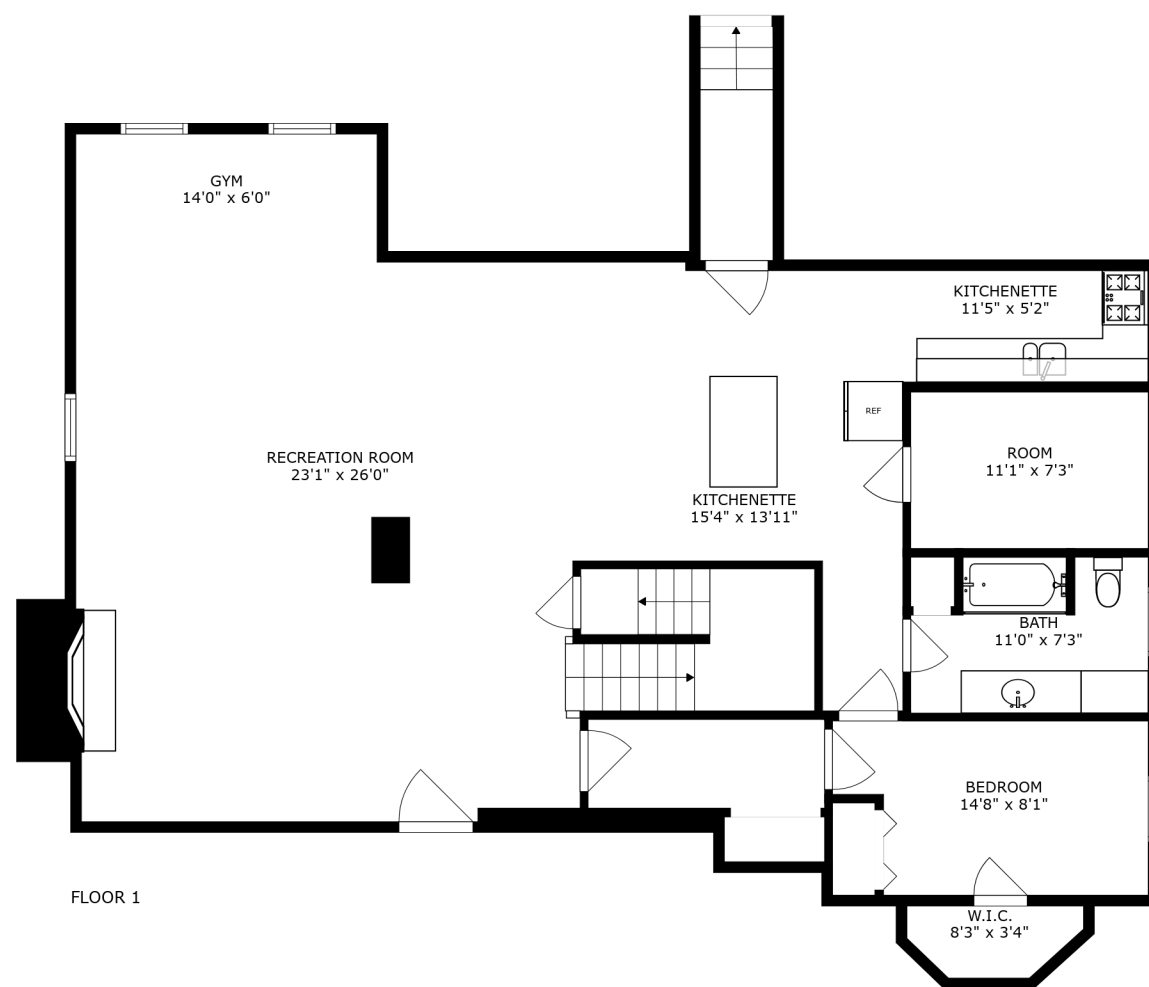 GYM
14'0" x 6'0"
KITCHENETTE
11'5" x 5'2"
REF
RECREATION ROOM
23'1" x 26'0"
ROOM
11'1" x 7'3"
KITCHENETTE
15'4" x 13'11"
BATH
11'0" x 7'3"
BEDROOM
14'8" x 8'1"
FLOOR 1
W.I.C.
8'3" x 3'4"